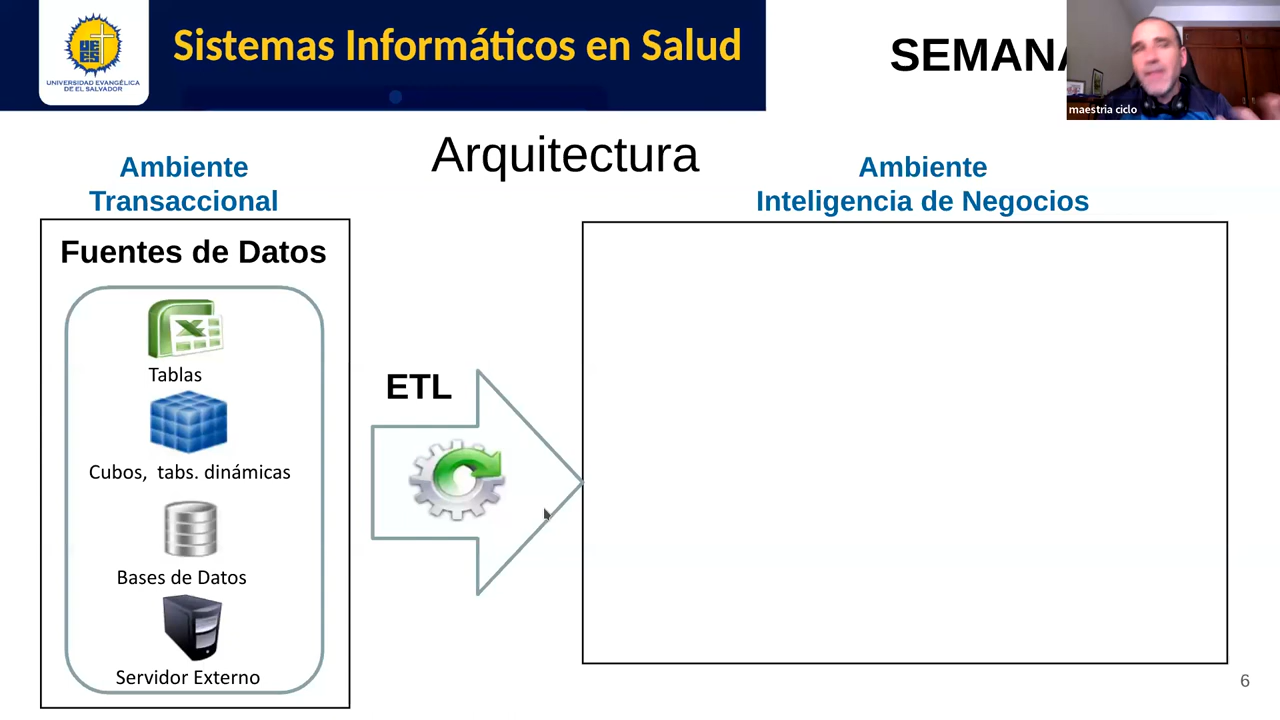 UNIVERSIDAD EVANGÉLICA
DE EL SALVADOR
Sistemas Informáticos en Salud
SEMANA
maestria ciclo
Arquitectura
Ambiente
Transaccional
Ambiente
Inteligencia de Negocios
Fuentes de Datos
Tablas
Cubos, tabs. dinámicas
Bases de Datos
Servidor Externo
ETL
6